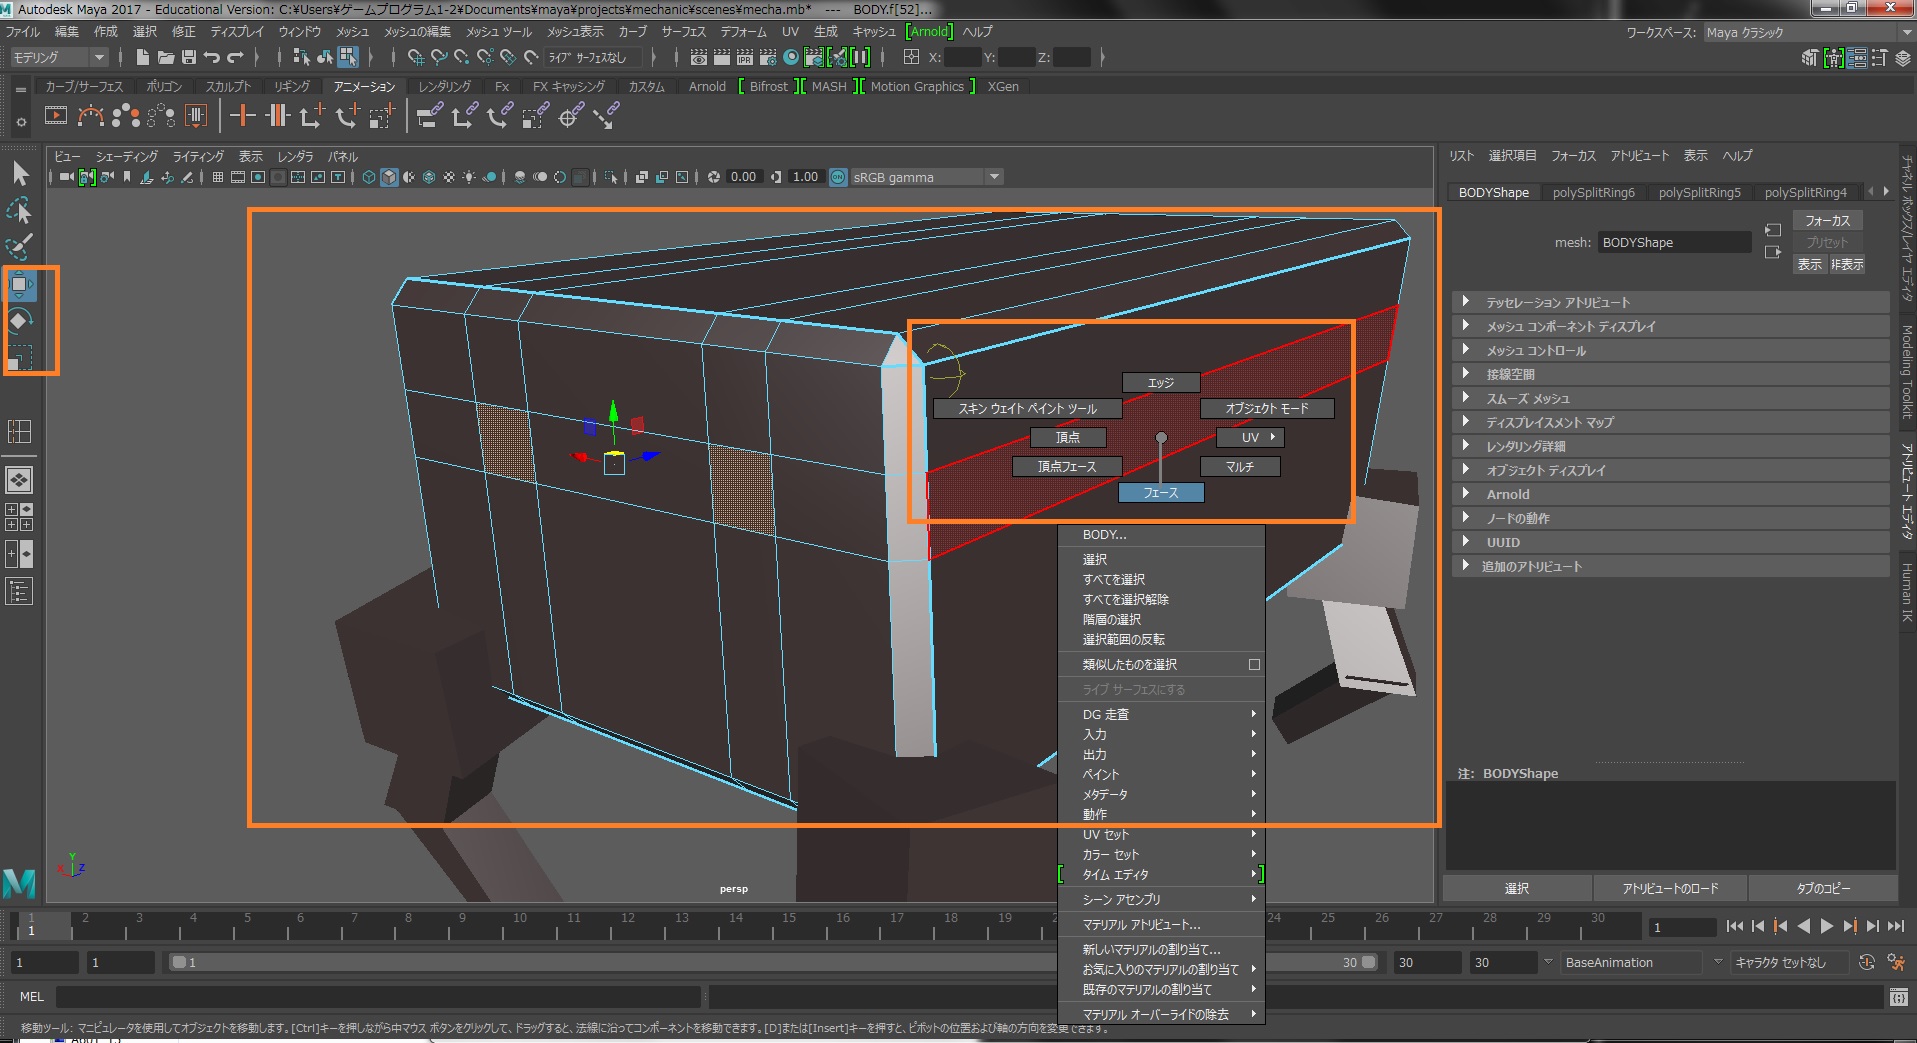 Autodesk Maya 2017 - Educational Version: C:¥Users¥ゲームプログラム1-2¥Documents¥maya¥projects¥mechanic¥scenes¥mecha.mb*   ---   BODY.f[52]...
ファイル 編集 作成 選択 修正 ディスプレイ ウィンドウ メッシュ メッシュの編集 メッシュ ツール メッシュ表示 カーブ サーフェス デフォーム UV 生成 キャッシュ [Arnold] ヘルプ
ワークスペース: Maya クラシック
モデリング
ライブ サーフェスなし
X: Y: Z:
カーブ/サーフェス ポリゴン スカルプト リギング アニメーション レンダリング Fx FX キャッシング カスタム Arnold [ Bifrost ][ MASH ][ Motion Graphics ] XGen
ビュー シェーディング ライティング 表示 レンダラ パネル
0.00 1.00 ON sRGB gamma
リスト 選択項目 フォーカス アトリビュート 表示 ヘルプ
BODYShape polySplitRing6 polySplitRing5 polySplitRing4
mesh: BODYShape
フォーカス
プリセット
表示 非表示
テッセレーション アトリビュート
メッシュ コンポーネント ディスプレイ
メッシュ コントロール
接線空間
スムーズ メッシュ
ディスプレイスメント マップ
レンダリング詳細
オブジェクト ディスプレイ
Arnold
ノードの動作
UUID
追加のアトリビュート
注: BODYShape
選択 アトリビュートのロード タブのコピー
チャネル ボックス/レイヤ エディタ
Modeling Toolkit
アトリビュート エディタ
Human IK
エッジ
スキン ウェイト ペイント ツール
オブジェクト モード
頂点
UV
頂点フェース
マルチ
フェース
BODY...
選択
すべてを選択
すべてを選択解除
階層の選択
選択範囲の反転
類似したものを選択
ライブ サーフェスにする
DG 走査
入力
出力
ペイント
メタデータ
動作
UV セット
カラー セット
タイム エディタ
シーン アセンブリ
マテリアル アトリビュート...
新しいマテリアルの割り当て...
お気に入りのマテリアルの割り当て
既存のマテリアルの割り当て
マテリアル オーバーライドの除去
Y
X Z
persp
1 2 3 4 5 6 7 8 9 10 11 12 13 14 15 16 17 18 19 24 25 26 27 28 29 30
1
1
1 1 1 30 30 30 BaseAnimation キャラクタ セットなし
MEL
移動ツール: マニピュレータを使用してオブジェクトを移動します。[Ctrl]キーを押しながら中マウス ボタンをクリックして、ドラッグすると、法線に沿ってコンポーネントを移動できます。[D]または[Insert]キーを押すと、ピボットの位置および軸の方向を変更できます。